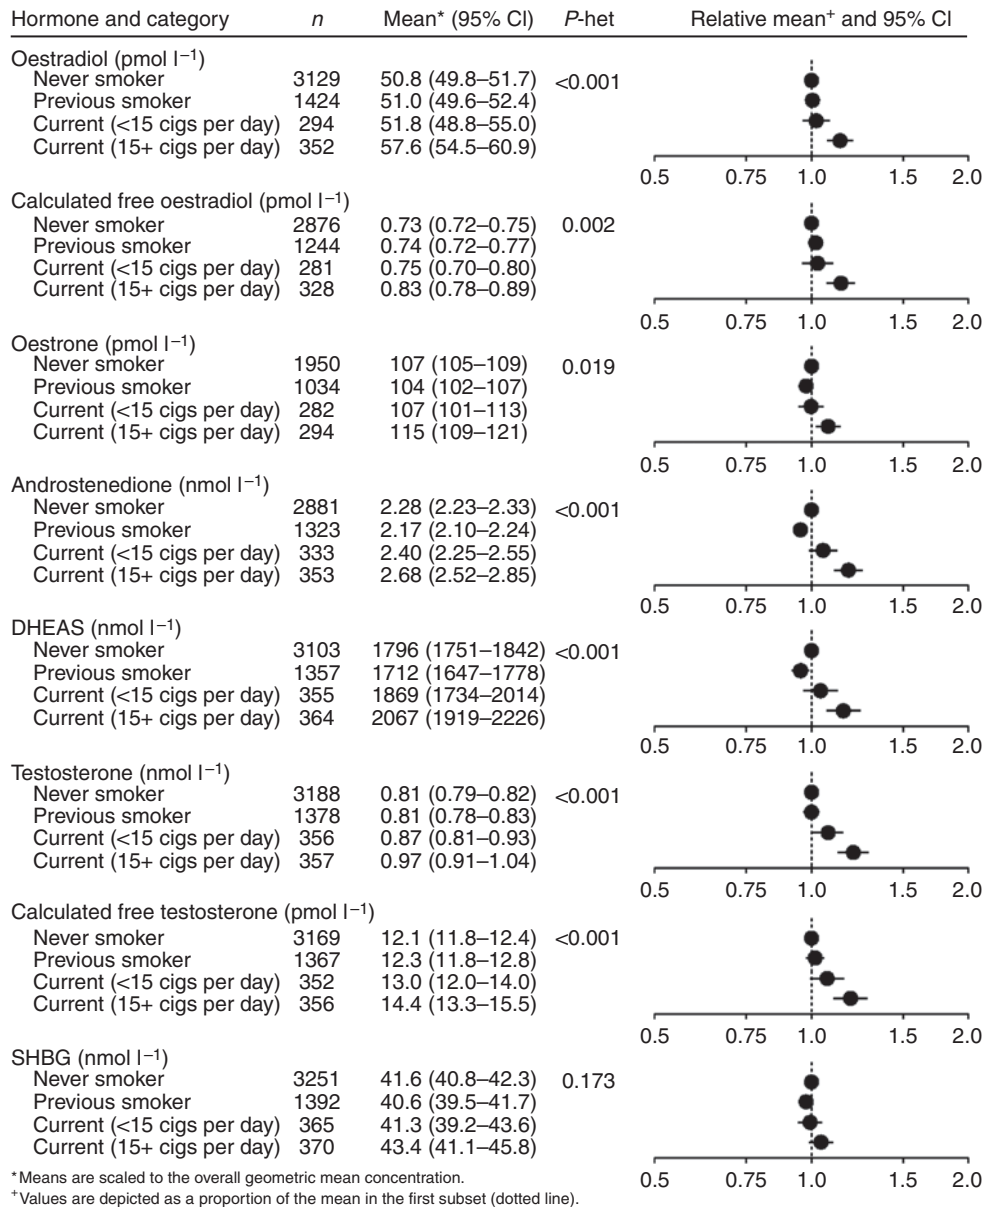 Hormone and category n Mean* (95% CI) P-het Relative mean+ and 95% CI
Oestradiol (pmol l−1)
Never smoker 3129 50.8 (49.8–51.7) <0.001
Previous smoker 1424 51.0 (49.6–52.4)
Current (<15 cigs per day) 294 51.8 (48.8–55.0)
Current (15+ cigs per day) 352 57.6 (54.5–60.9)
0.5 1.0 1.5 2.0
Calculated free oestradiol (pmol l−1)
Never smoker 2876 0.73 (0.72–0.75) 0.002
Previous smoker 1244 0.74 (0.72–0.77)
Current (<15 cigs per day) 281 0.75 (0.70–0.80)
Current (15+ cigs per day) 328 0.83 (0.78–0.89)
0.5 0.75 1.0 1.5 2.0
Oestrone (pmol l−1)
Never smoker 1950 107 (105–109) 0.019
Previous smoker 1034 104 (102–107)
Current (<15 cigs per day) 282 107 (101–113)
Current (15+ cigs per day) 294 115 (109–121)
0.5 0.75 1.0 1.5 2.0
Androstenedione (nmol l−1)
Never smoker 2881 2.28 (2.23–2.33) <0.001
Previous smoker 1323 2.17 (2.10–2.24)
Current (<15 cigs per day) 333 2.40 (2.25–2.55)
Current (15+ cigs per day) 353 2.68 (2.52–2.85)
0.5 0.75 1.0 1.5 2.0
DHEAS (nmol l−1)
Never smoker 3103 1796 (1751–1842) <0.001
Previous smoker 1357 1712 (1647–1778)
Current (<15 cigs per day) 355 1869 (1734–2014)
Current (15+ cigs per day) 364 2067 (1919–2226)
0.5 0.75 1.0 1.5 2.0
Testosterone (nmol l−1)
Never smoker 3188 0.81 (0.79–0.82) <0.001
Previous smoker 1378 0.81 (0.78–0.83)
Current (<15 cigs per day) 356 0.87 (0.81–0.93)
Current (15+ cigs per day) 357 0.97 (0.91–1.04)
0.5 0.75 1.0 1.5 2.0
Calculated free testosterone (pmol l−1)
Never smoker 3169 12.1 (11.8–12.4) <0.001
Previous smoker 1367 12.3 (11.8–12.8)
Current (<15 cigs per day) 352 13.0 (12.0–14.0)
Current (15+ cigs per day) 356 14.4 (13.3–15.5)
0.5 0.75 1.0 1.5 2.0
SHBG (nmol l−1)
Never smoker 3251 41.6 (40.8–42.3) 0.173
Previous smoker 1392 40.6 (39.5–41.7)
Current (<15 cigs per day) 365 41.3 (39.2–43.6)
Current (15+ cigs per day) 370 43.4 (41.1–45.8)
0.5 0.75 1.0 1.5 2.0
*Means are scaled to the overall geometric mean concentration.
+Values are depicted as a proportion of the mean in the first subset (dotted line).